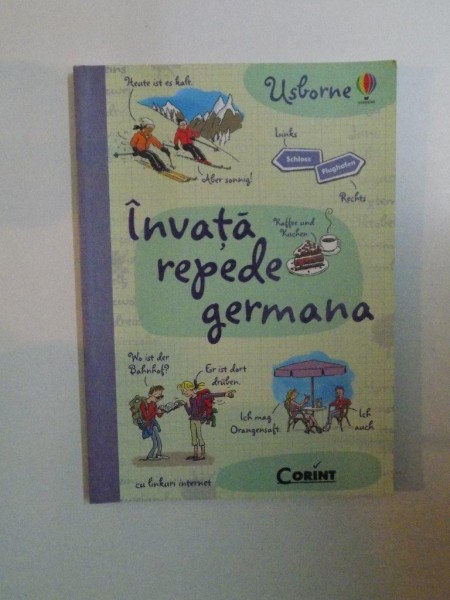 Heute ist es kalt.
Usborne
Aber sonnig!
Links
Schloss
Flughafen
Rechts
Învață
repede
germana
Kaffee und
Kuchen
Wo ist der
Bahnhof?
Er ist dort
drüben.
Ich mag
Orangensaft.
Ich
auch
cu linkuri internet
CORINT